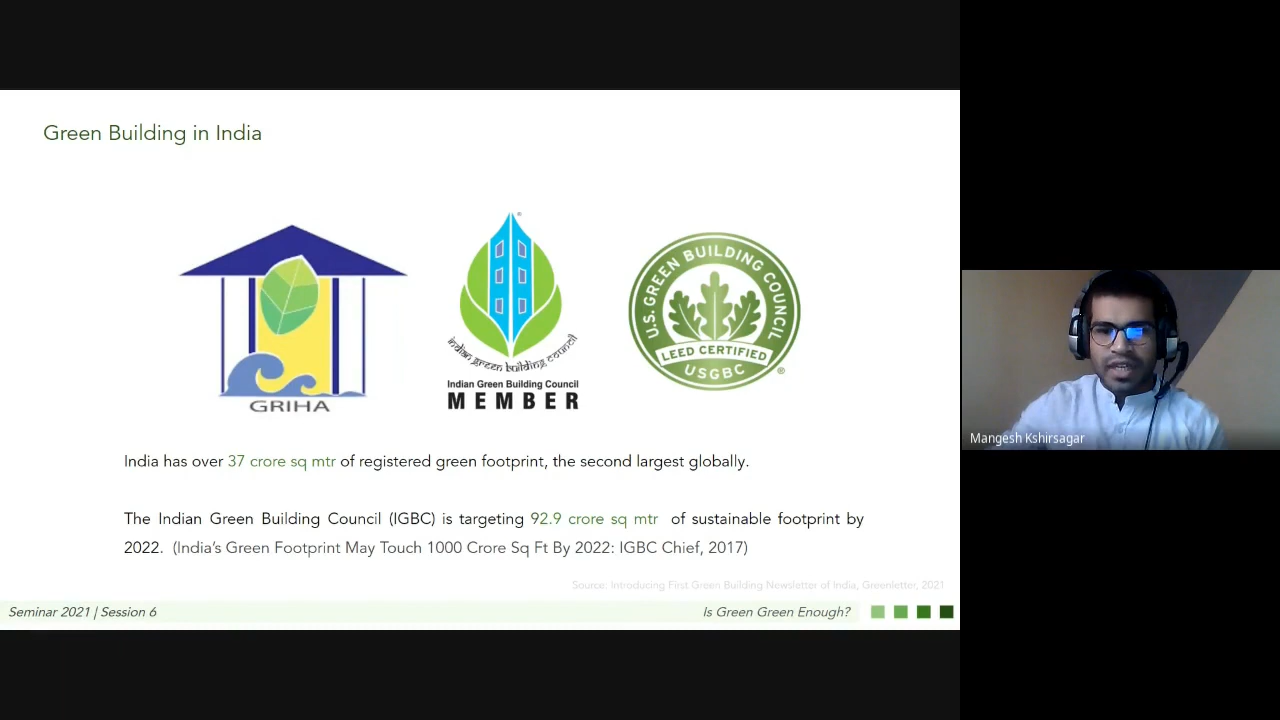 Green Building in India
GRIHA
indian green building council
Indian Green Building Council
MEMBER
U.S. GREEN BUILDING COUNCIL
LEED CERTIFIED
USGBC
®
India has over 37 crore sq mtr of registered green footprint, the second largest globally.
The Indian Green Building Council (IGBC) is targeting 92.9 crore sq mtr of sustainable footprint by
2022. (India's Green Footprint May Touch 1000 Crore Sq Ft By 2022: IGBC Chief, 2017)
Source: Introducing First Green Building Newsletter of India, Greenletter, 2021
Seminar 2021 | Session 6
Is Green Green Enough?
Mangesh Kshirsagar